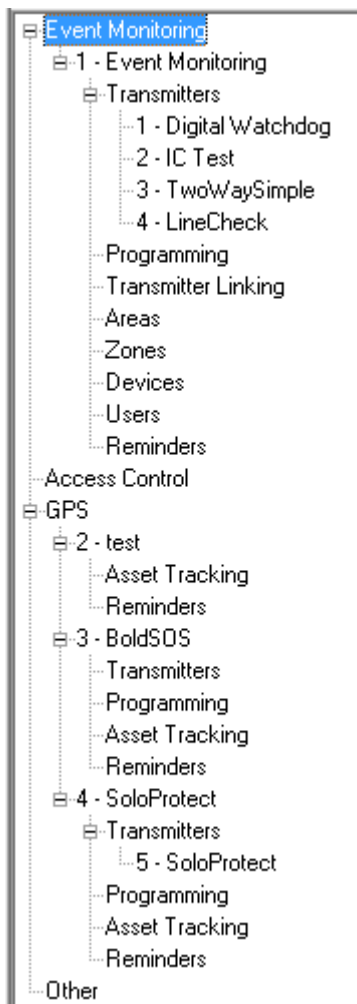 Event Monitoring
1 - Event Monitoring
Transmitters
1 - Digital Watchdog
2 - IC Test
3 - TwoWaySimple
4 - LineCheck
Programming
Transmitter Linking
Areas
Zones
Devices
Users
Reminders
Access Control
GPS
2 - test
Asset Tracking
Reminders
3 - BoldSOS
Transmitters
Programming
Asset Tracking
Reminders
4 - SoloProtect
Transmitters
5 - SoloProtect
Programming
Asset Tracking
Reminders
Other